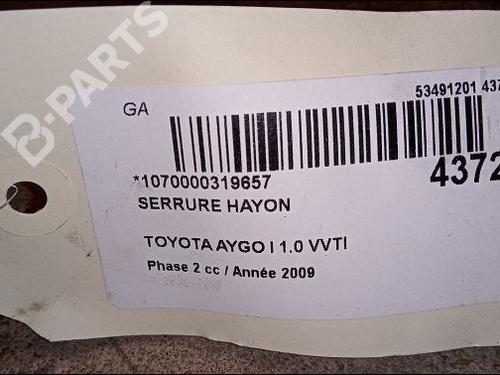 B-PARTS
GA
53491201 437
*1070000319657
4372
SERRURE HAYON
TOYOTA AYGO I 1.0 VVTI
Phase 2 cc / Année 2009